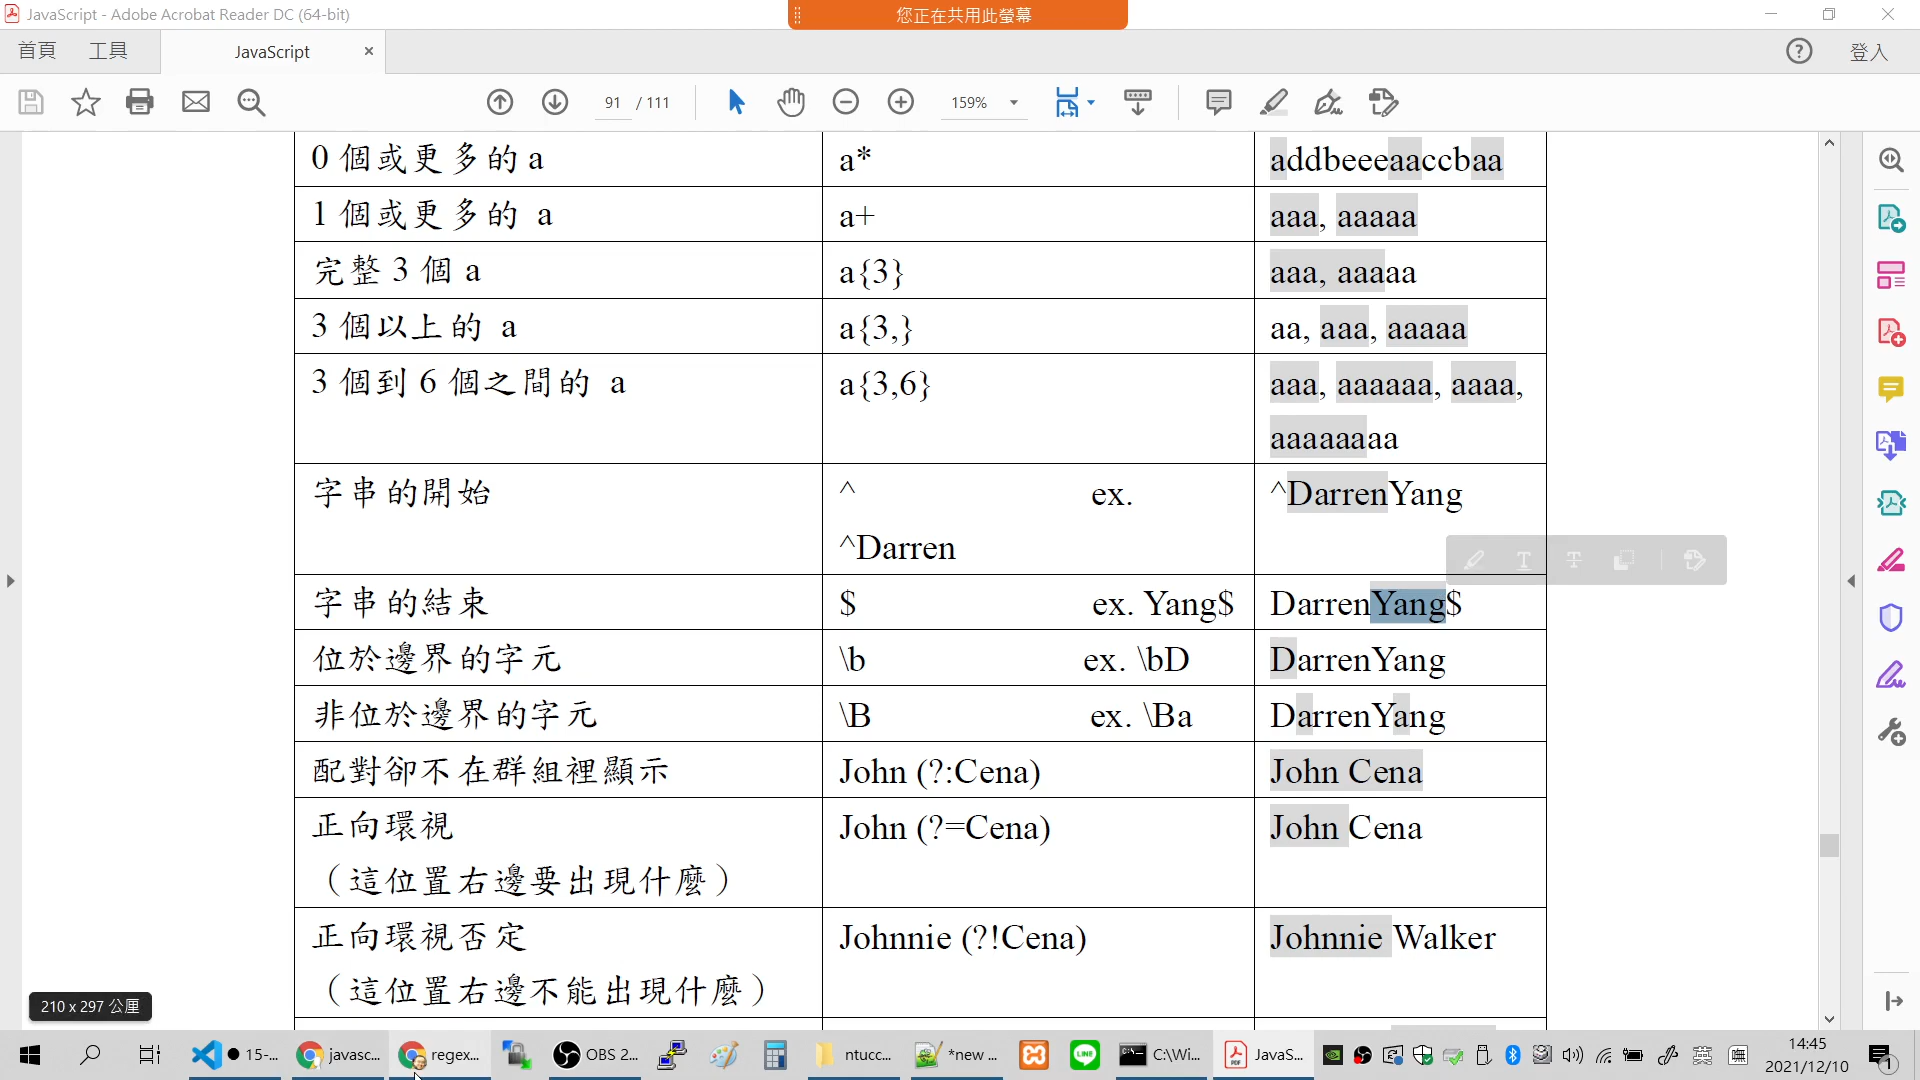 JavaScript - Adobe Acrobat Reader DC (64-bit)
您正在共用此螢幕
首頁 工具 JavaScript × 登入
91 / 111 159%
0 個或更多的 a a* addbeeeaaccbaa
1 個或更多的 a a+ aaa, aaaaa
完整 3 個 a a{3} aaa, aaaaa
3 個以上的 a a{3,} aa, aaa, aaaaa
3 個到 6 個之間的 a a{3,6} aaa, aaaaaa, aaaa,
aaaaaaaa
字串的開始 ^ ex. ^DarrenYang
^Darren
字串的結束 $ ex. Yang$ DarrenYang$
位於邊界的字元 \b ex. \bD DarrenYang
非位於邊界的字元 \B ex. \Ba DarrenYang
配對卻不在群組裡顯示 John (?:Cena) John Cena
正向環視 John (?=Cena) John Cena
（這位置右邊要出現什麼）
正向環視否定 Johnnie (?!Cena) Johnnie Walker
（這位置右邊不能出現什麼）
210 x 297 公厘
● 15-... javasc... regex... OBS 2... ntucc... *new ... C:\Wi... JavaS... 英 14:45
2021/12/10 1